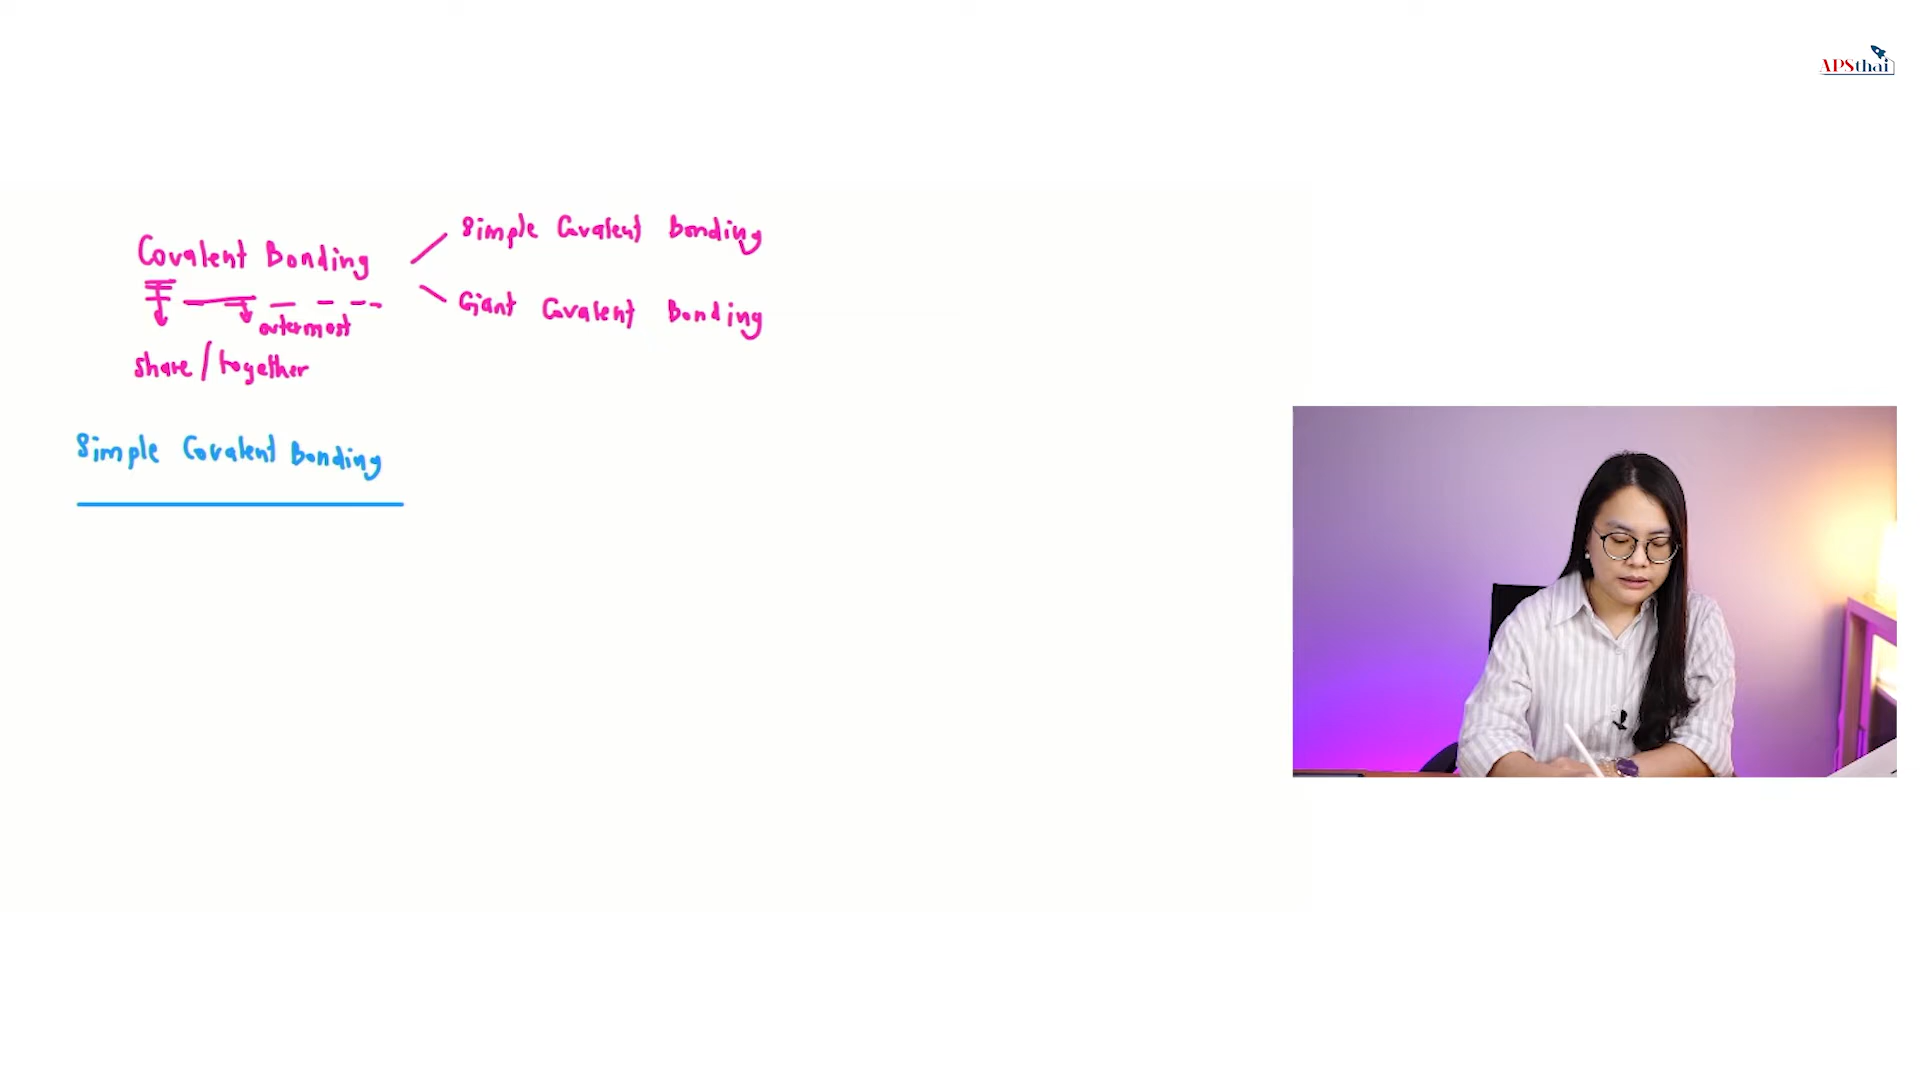 APSthai
Simple Covalent Bonding
Covalent Bonding
Giant Covalent Bonding
outermost
share / together
Simple Covalent Bonding